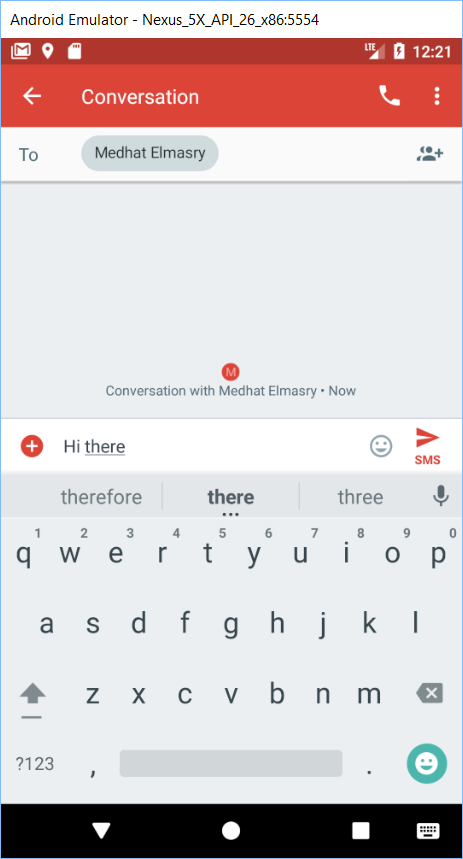 Android Emulator - Nexus_5X_API_26_x86:5554
LTE 12:21
Conversation
To Medhat Elmasry
M
Conversation with Medhat Elmasry • Now
Hi there
SMS
therefore there three
1 2 3 4 5 6 7 8 9 0
q w e r t y u i o p
a s d f g h j k l
z x c v b n m
?123 , .